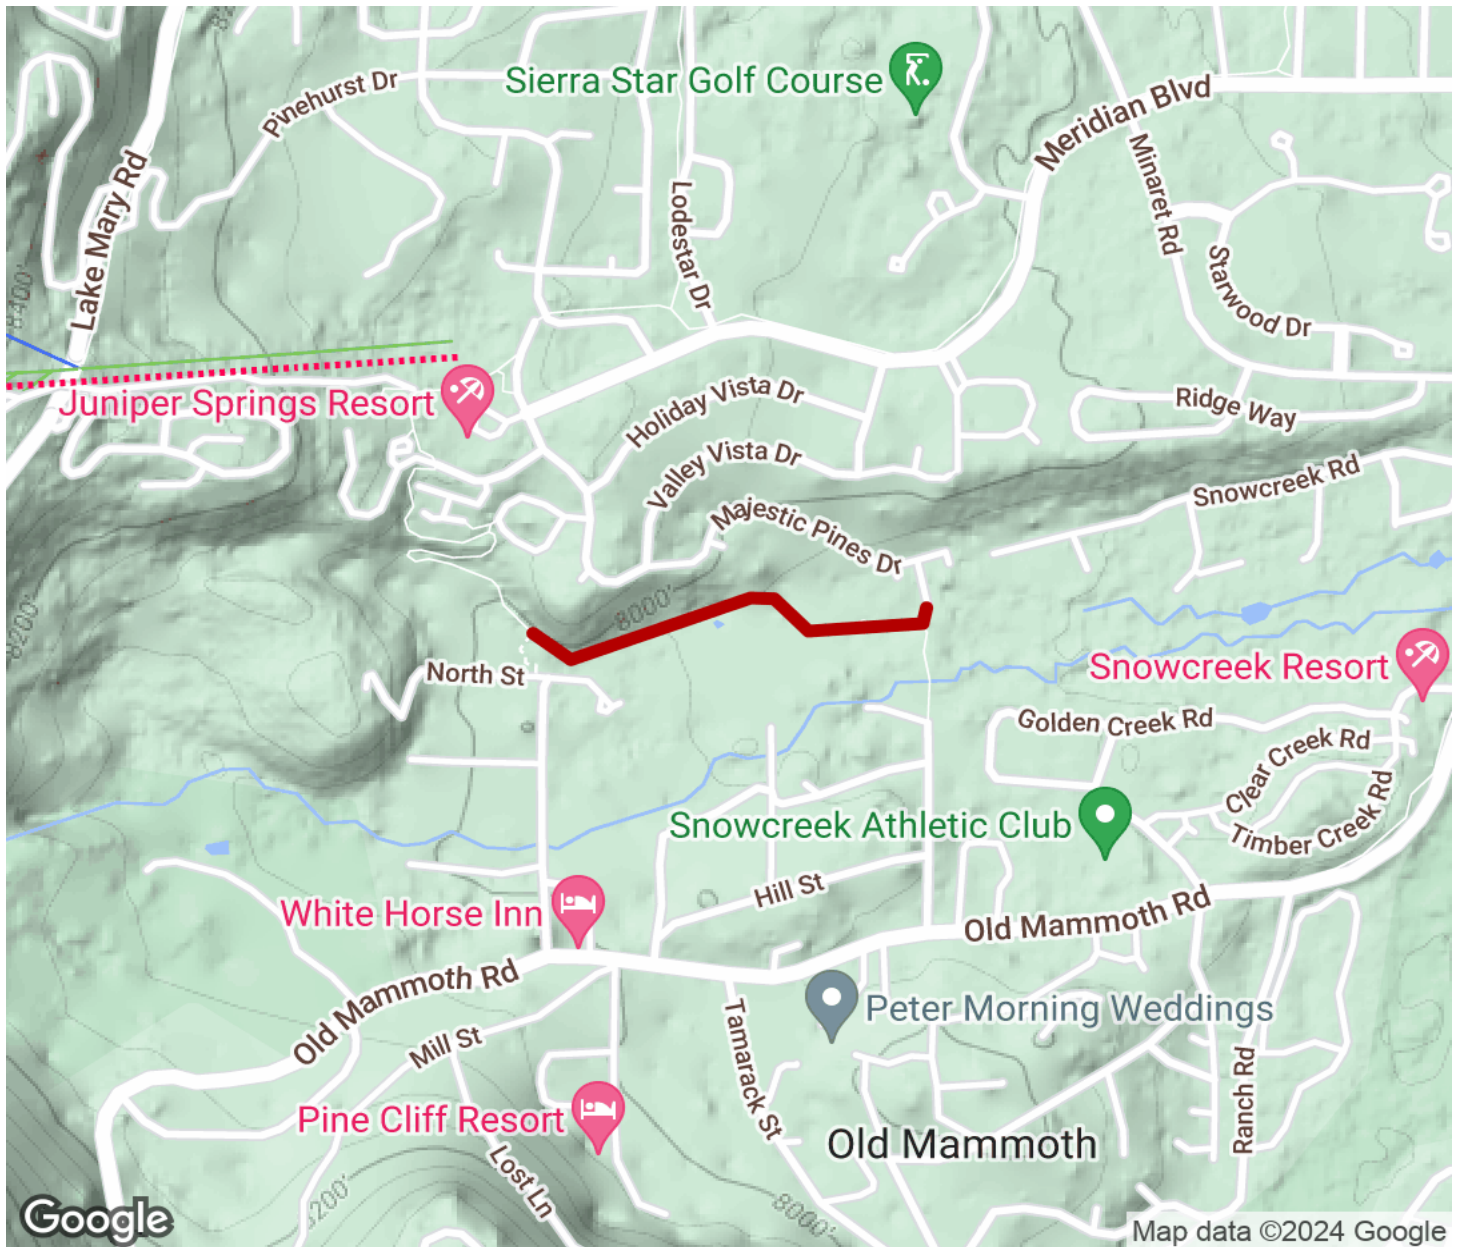 Sierra Star Golf Course
Pinehurst Dr
Meridian Blvd
Lake Mary Rd
Minaret Rd
Lodestar Dr
Starwood Dr
8400'
Juniper Springs Resort
Holiday Vista Dr
Ridge Way
Valley Vista Dr
Snowcreek Rd
Majestic Pines Dr
8000'
8200'
North St
Snowcreek Resort
Golden Creek Rd
Clear Creek Rd
Timber Creek Rd
Snowcreek Athletic Club
Hill St
White Horse Inn
Old Mammoth Rd
Old Mammoth Rd
Peter Morning Weddings
Mill St
Tamarack St
Ranch Rd
Pine Cliff Resort
Old Mammoth
Lost Ln
8200'
8000'
Google
Map data ©2024 Google